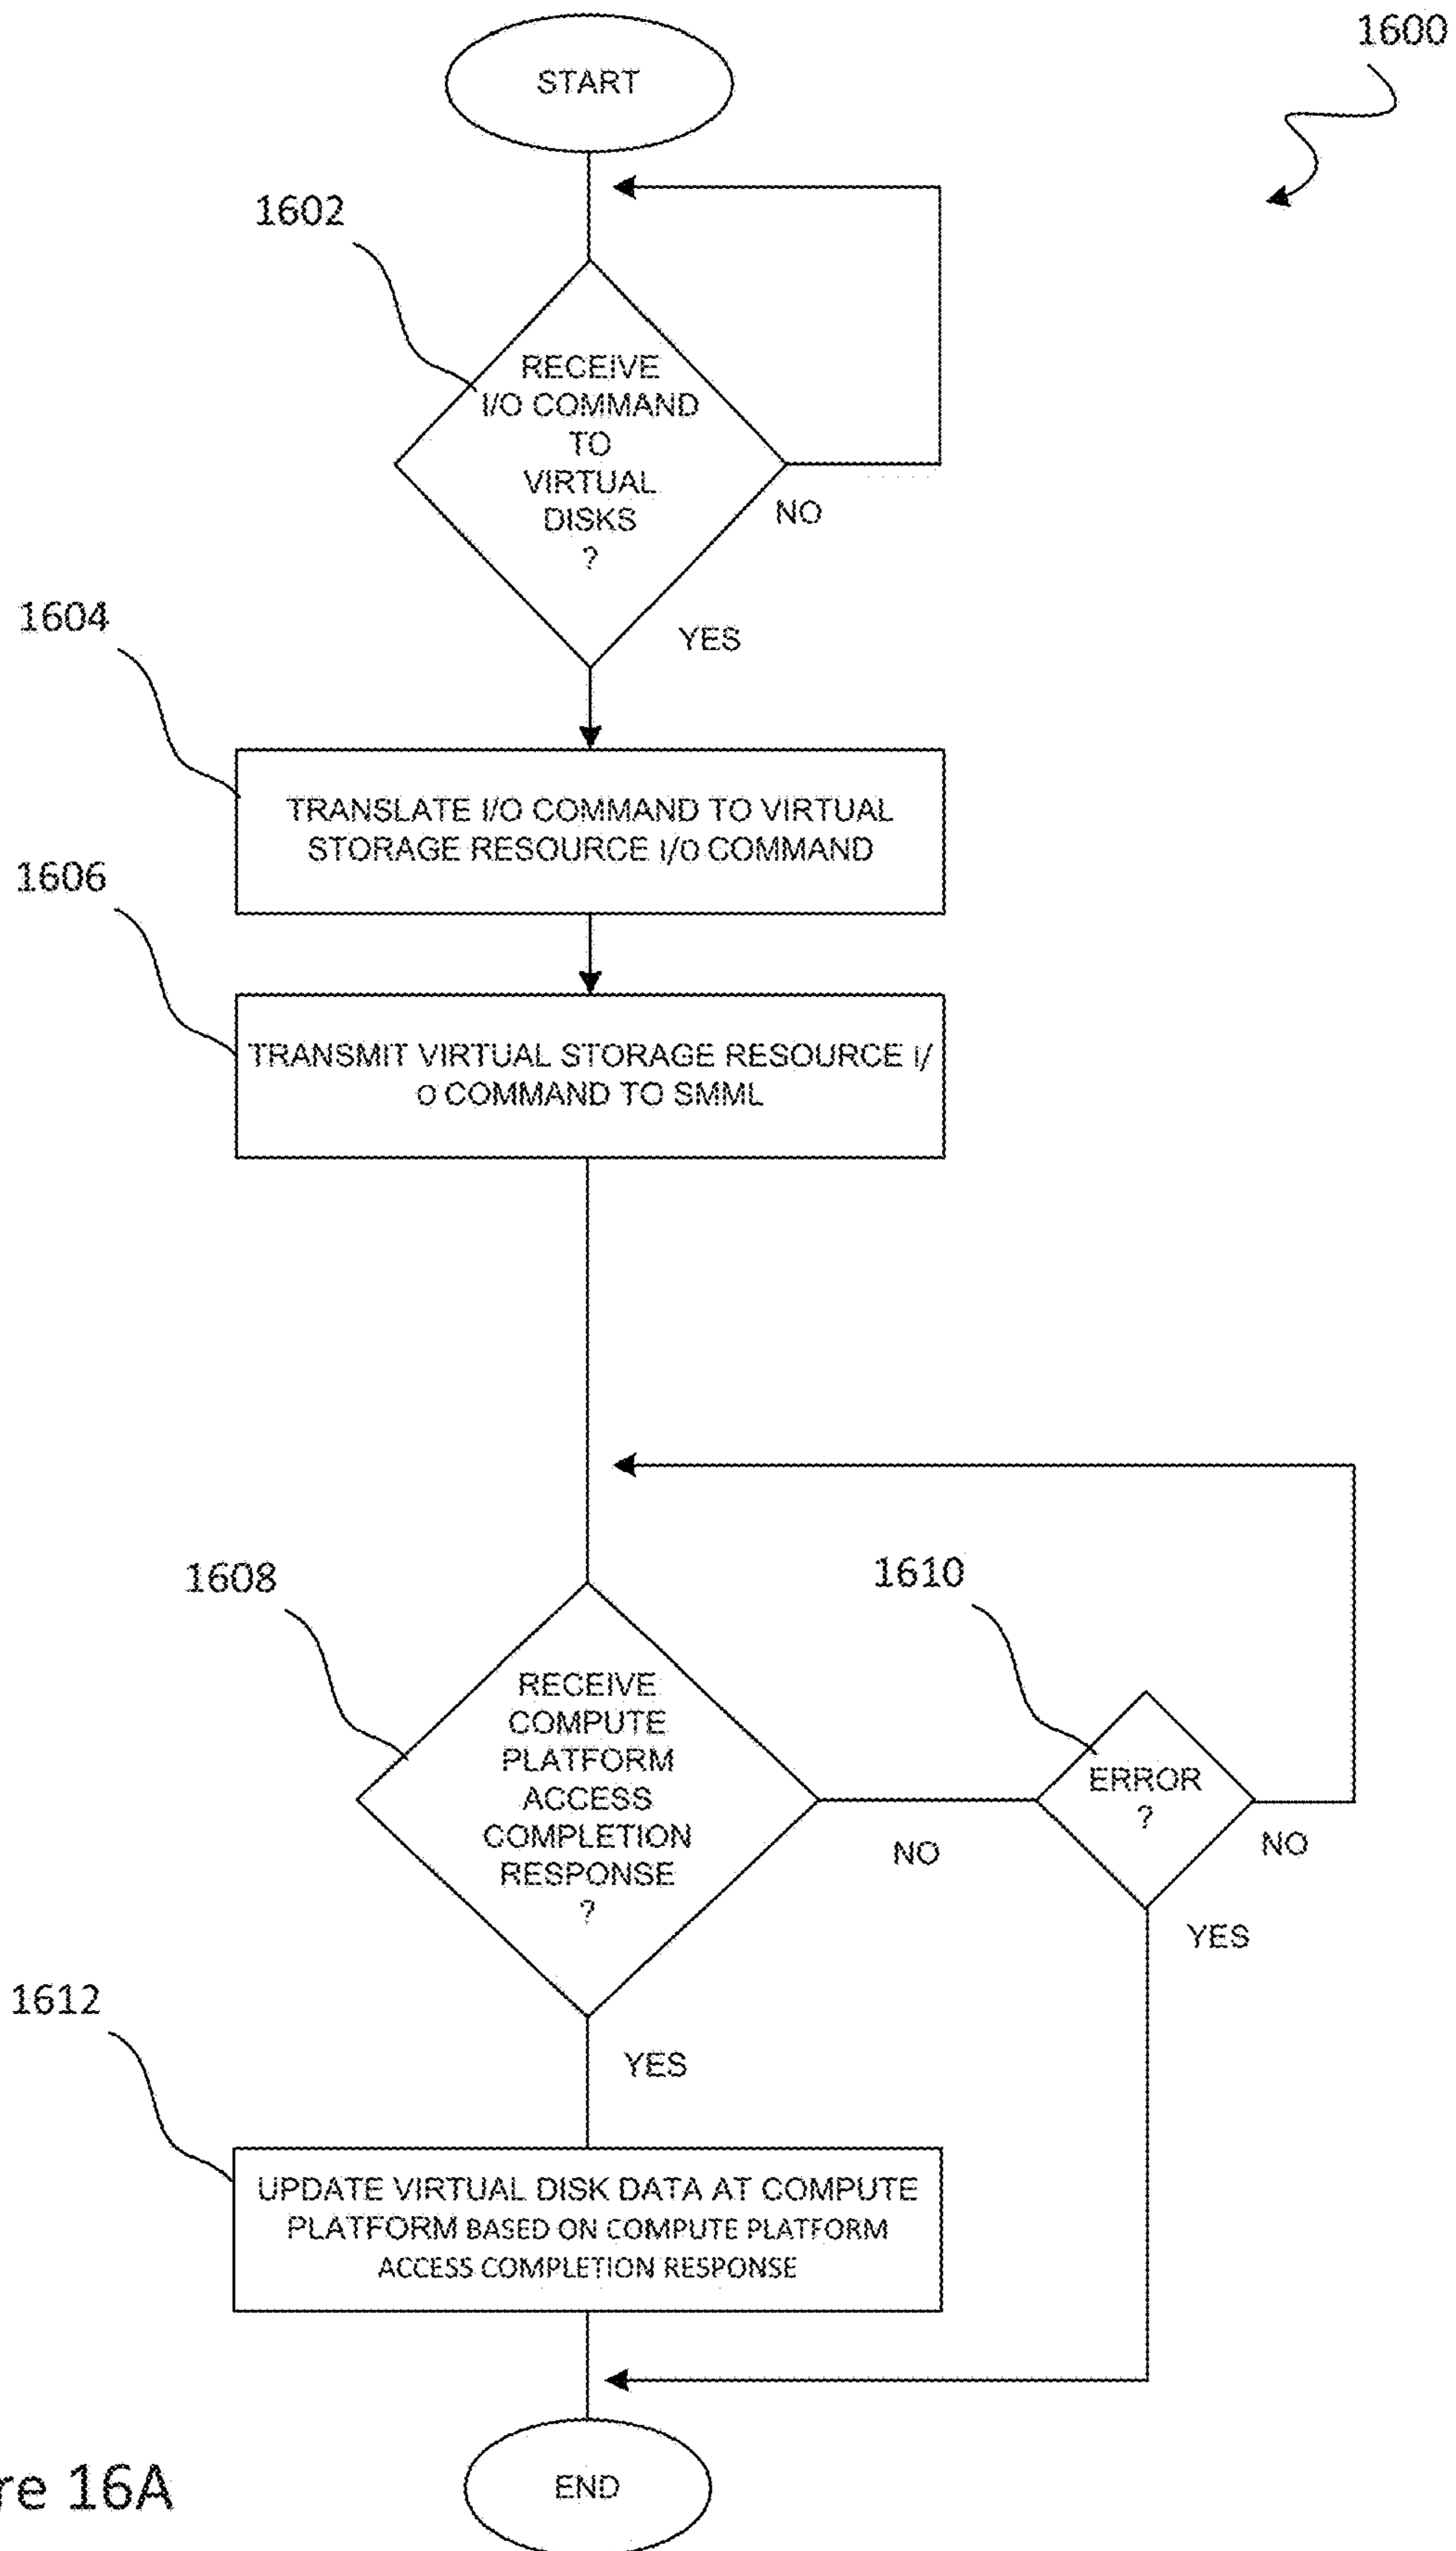 1600
START
1602
RECEIVE
I/O COMMAND
TO
VIRTUAL
DISKS
?
NO
YES
1604
TRANSLATE I/O COMMAND TO VIRTUAL
STORAGE RESOURCE I/O COMMAND
1606
TRANSMIT VIRTUAL STORAGE RESOURCE I/
O COMMAND TO SMML
1608
RECEIVE
COMPUTE
PLATFORM
ACCESS
COMPLETION
RESPONSE
?
NO
1610
ERROR
?
NO
YES
YES
1612
UPDATE VIRTUAL DISK DATA AT COMPUTE
PLATFORM BASED ON COMPUTE PLATFORM
ACCESS COMPLETION RESPONSE
END
re 16A